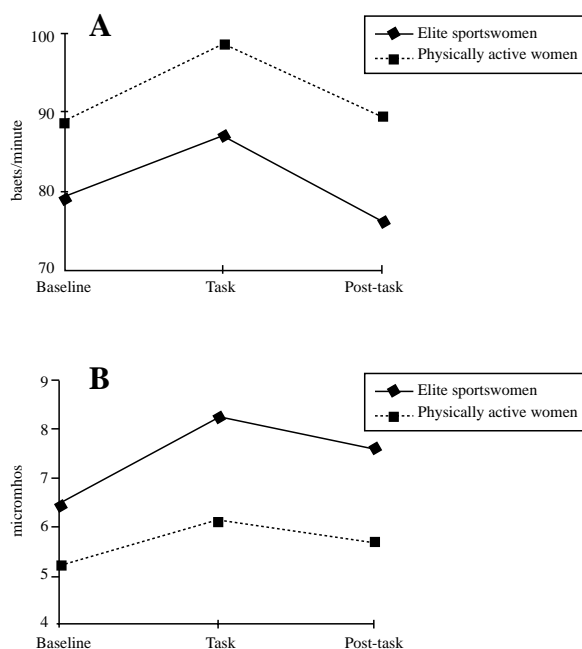 A
Elite sportswomen
Physically active women
baets/minute
100
90
80
70
Baseline Task Post-task
B
Elite sportswomen
Physically active women
micromhos
9
8
7
6
5
4
Baseline Task Post-task